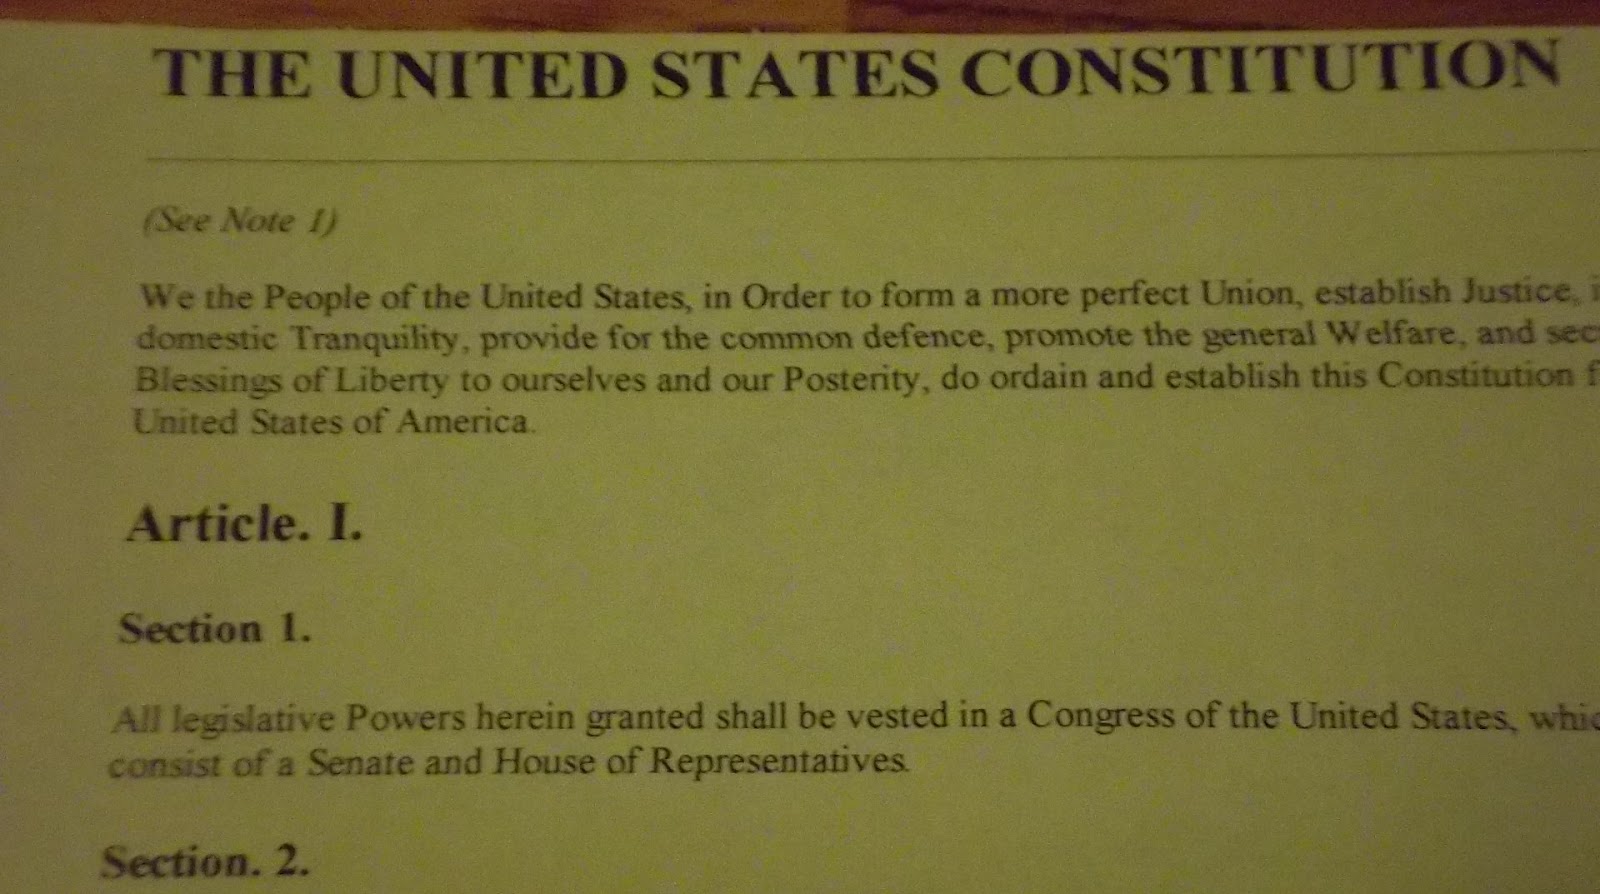 THE UNITED STATES CONSTITUTION
(See Note 1)
We the People of the United States, in Order to form a more perfect Union, establish Justice,
domestic Tranquility, provide for the common defence, promote the general Welfare, and
Blessings of Liberty to ourselves and our Posterity, do ordain and establish this Constitution
United States of America.
Article. I.
Section 1.
All legislative Powers herein granted shall be vested in a Congress of the United States,
consist of a Senate and House of Representatives.
Section. 2.